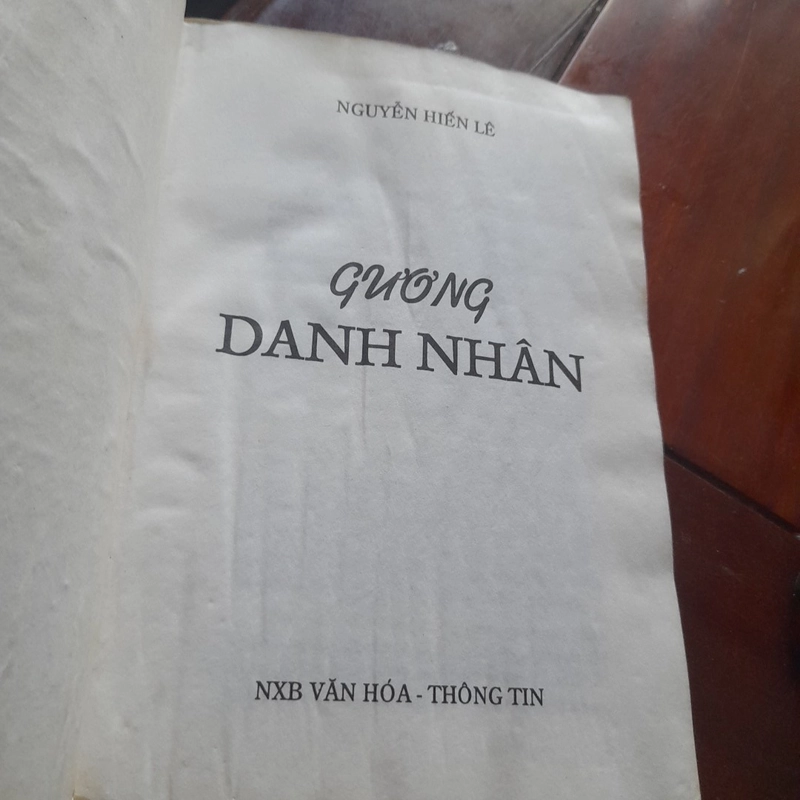 NGUYỄN HIẾN LÊ
GƯƠNG
DANH NHÂN
NXB VĂN HÓA - THÔNG TIN